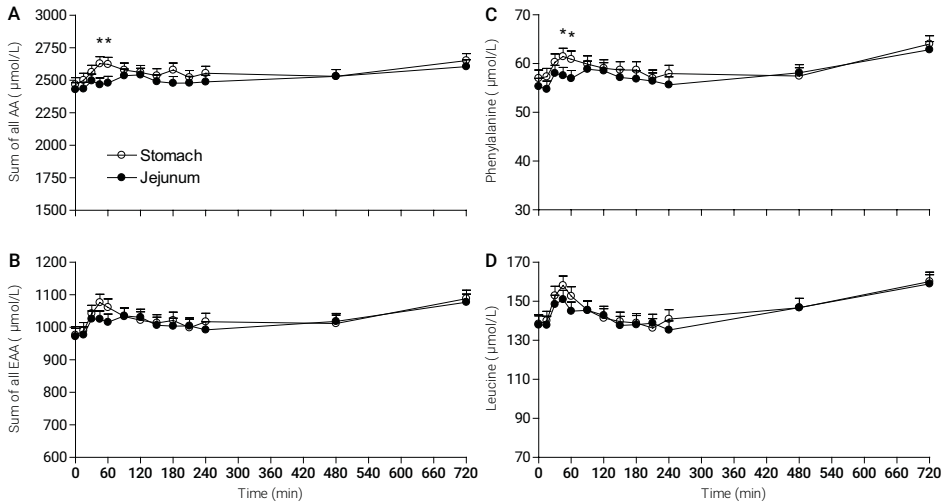 A
Sum of all AA ( µmol/L)
3000
2750
2500
2250
2000
1750
1500
**
Stomach
Jejunum
C
Phenylalanine ( µmol/L)
70
60
50
40
30
* *
B
Sum of all EAA ( µmol/L)
1200
1100
1000
900
800
700
600
0 60 120 180 240 300 360 420 480 540 600 660 720
Time (min)
D
Leucine ( µmol/L)
170
150
130
110
90
70
0 60 120 180 240 300 360 420 480 540 600 660 720
Time (min)